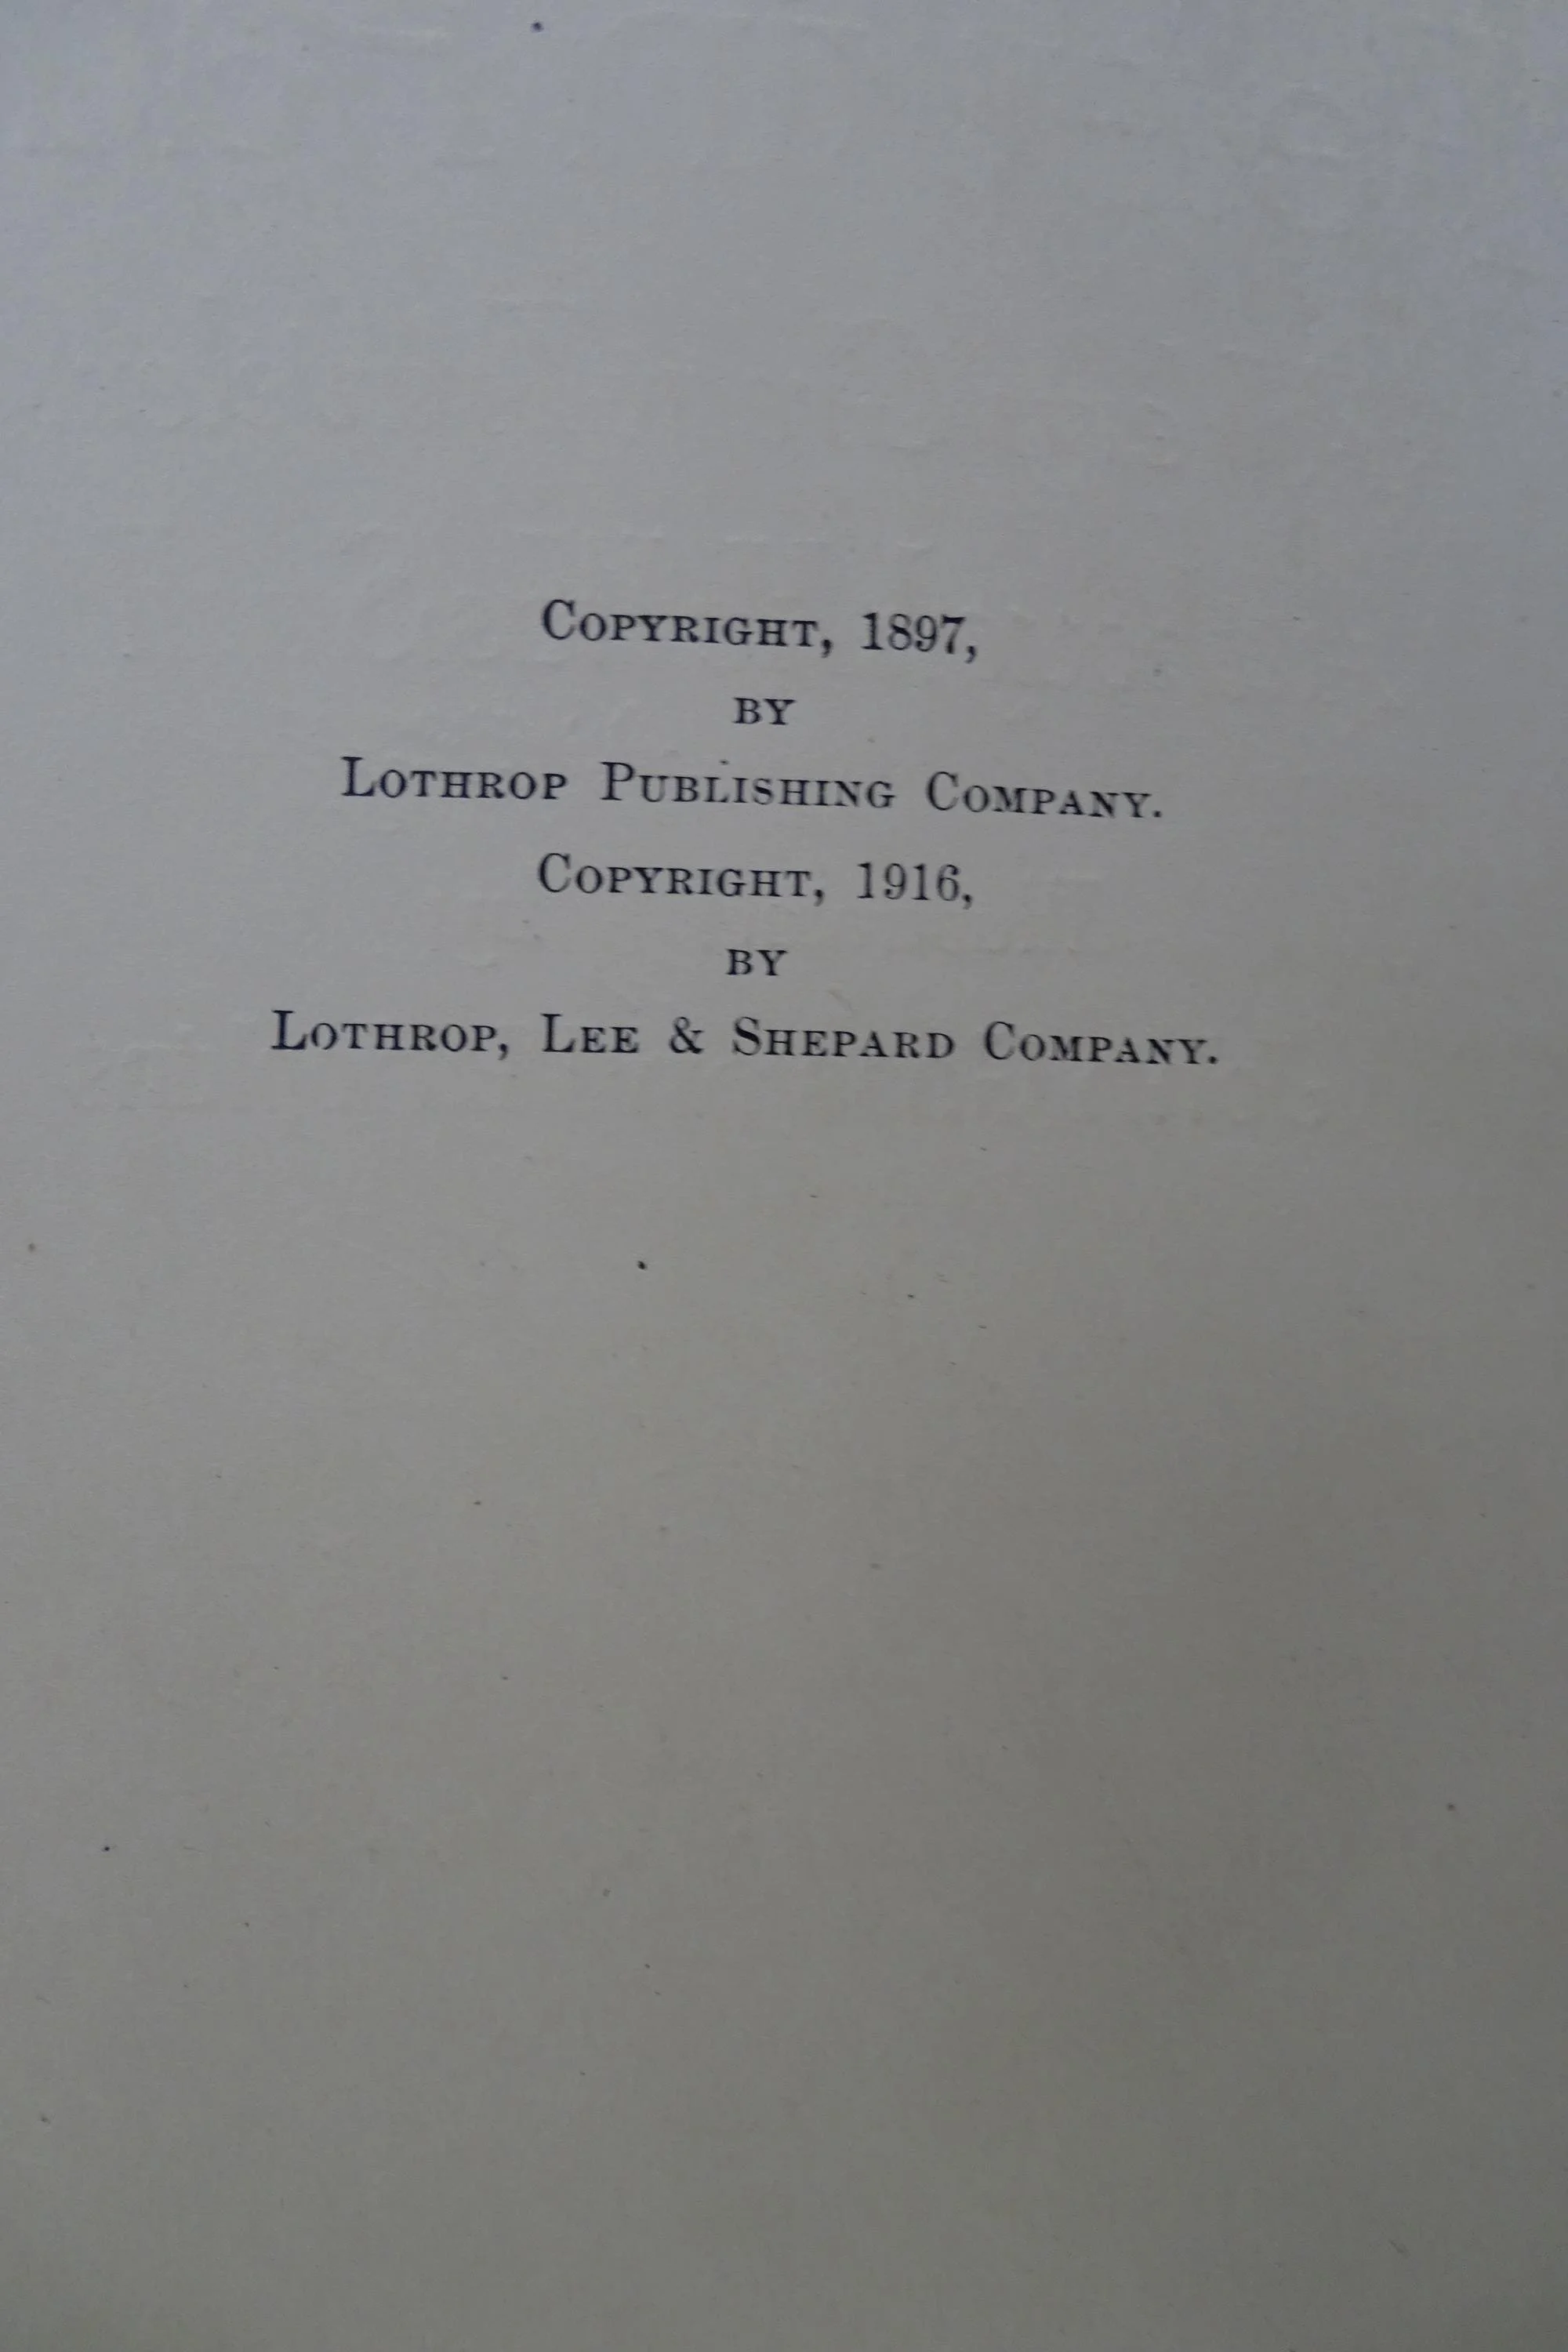 Copyright, 1897,
by
Lothrop Publishing Company.
Copyright, 1916,
by
Lothrop, Lee & Shepard Company.